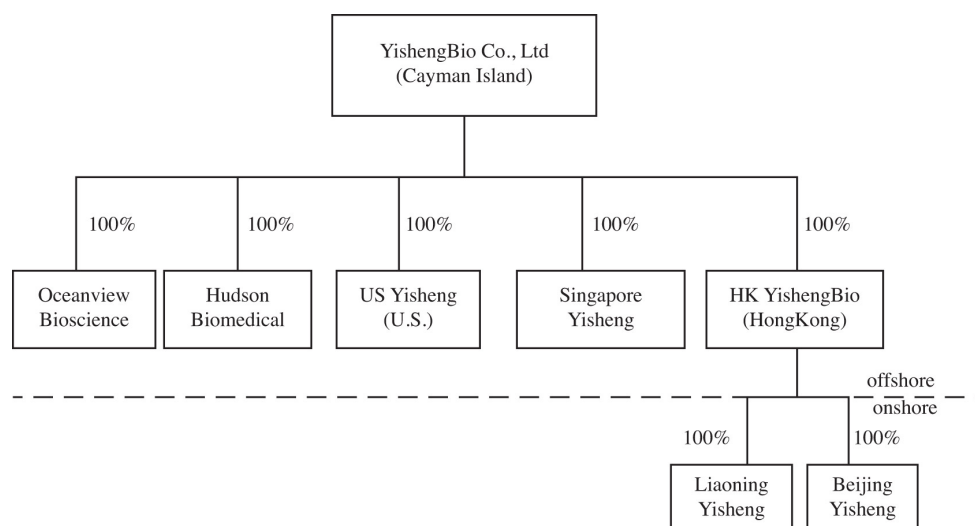 YishengBio Co., Ltd
(Cayman Island)
100%
100%
100%
100%
100%
Oceanview
Bioscience
Hudson
Biomedical
US Yisheng
(U.S.)
Singapore
Yisheng
HK YishengBio
(HongKong)
offshore
onshore
100%
100%
Liaoning
Yisheng
Beijing
Yisheng